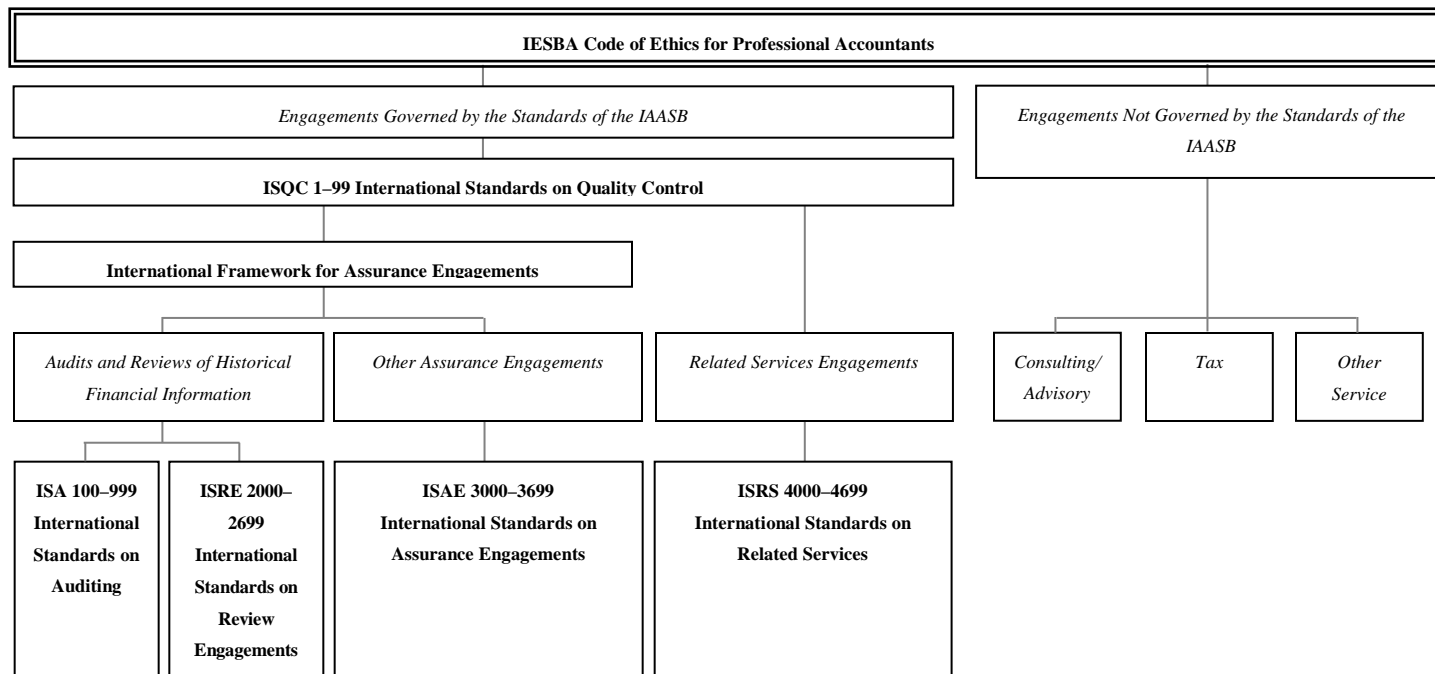 IESBA Code of Ethics for Professional Accountants
Engagements Governed by the Standards of the IAASB
Engagements Not Governed by the Standards of the
IAASB
ISQC 1–99 International Standards on Quality Control
International Framework for Assurance Engagements
Audits and Reviews of Historical
Financial Information
Other Assurance Engagements
Related Services Engagements
Consulting/
Advisory
Tax
Other
Service
ISA 100–999
International
Standards on
Auditing
ISRE 2000–
2699
International
Standards on
Review
Engagements
ISAE 3000–3699
International Standards on
Assurance Engagements
ISRS 4000–4699
International Standards on
Related Services